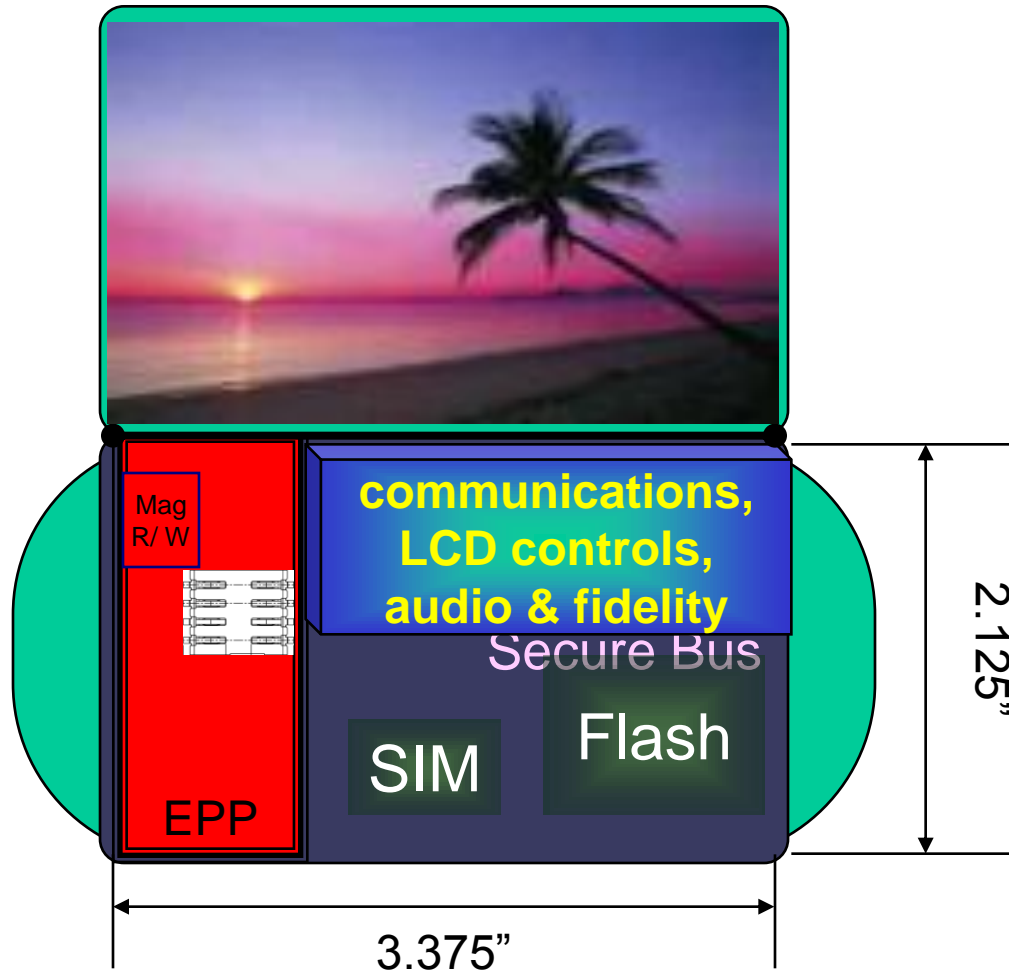 Mag
R/ W
communications,
LCD controls,
audio & fidelity
Secure Bus
SIM
Flash
EPP
2.125”
3.375”